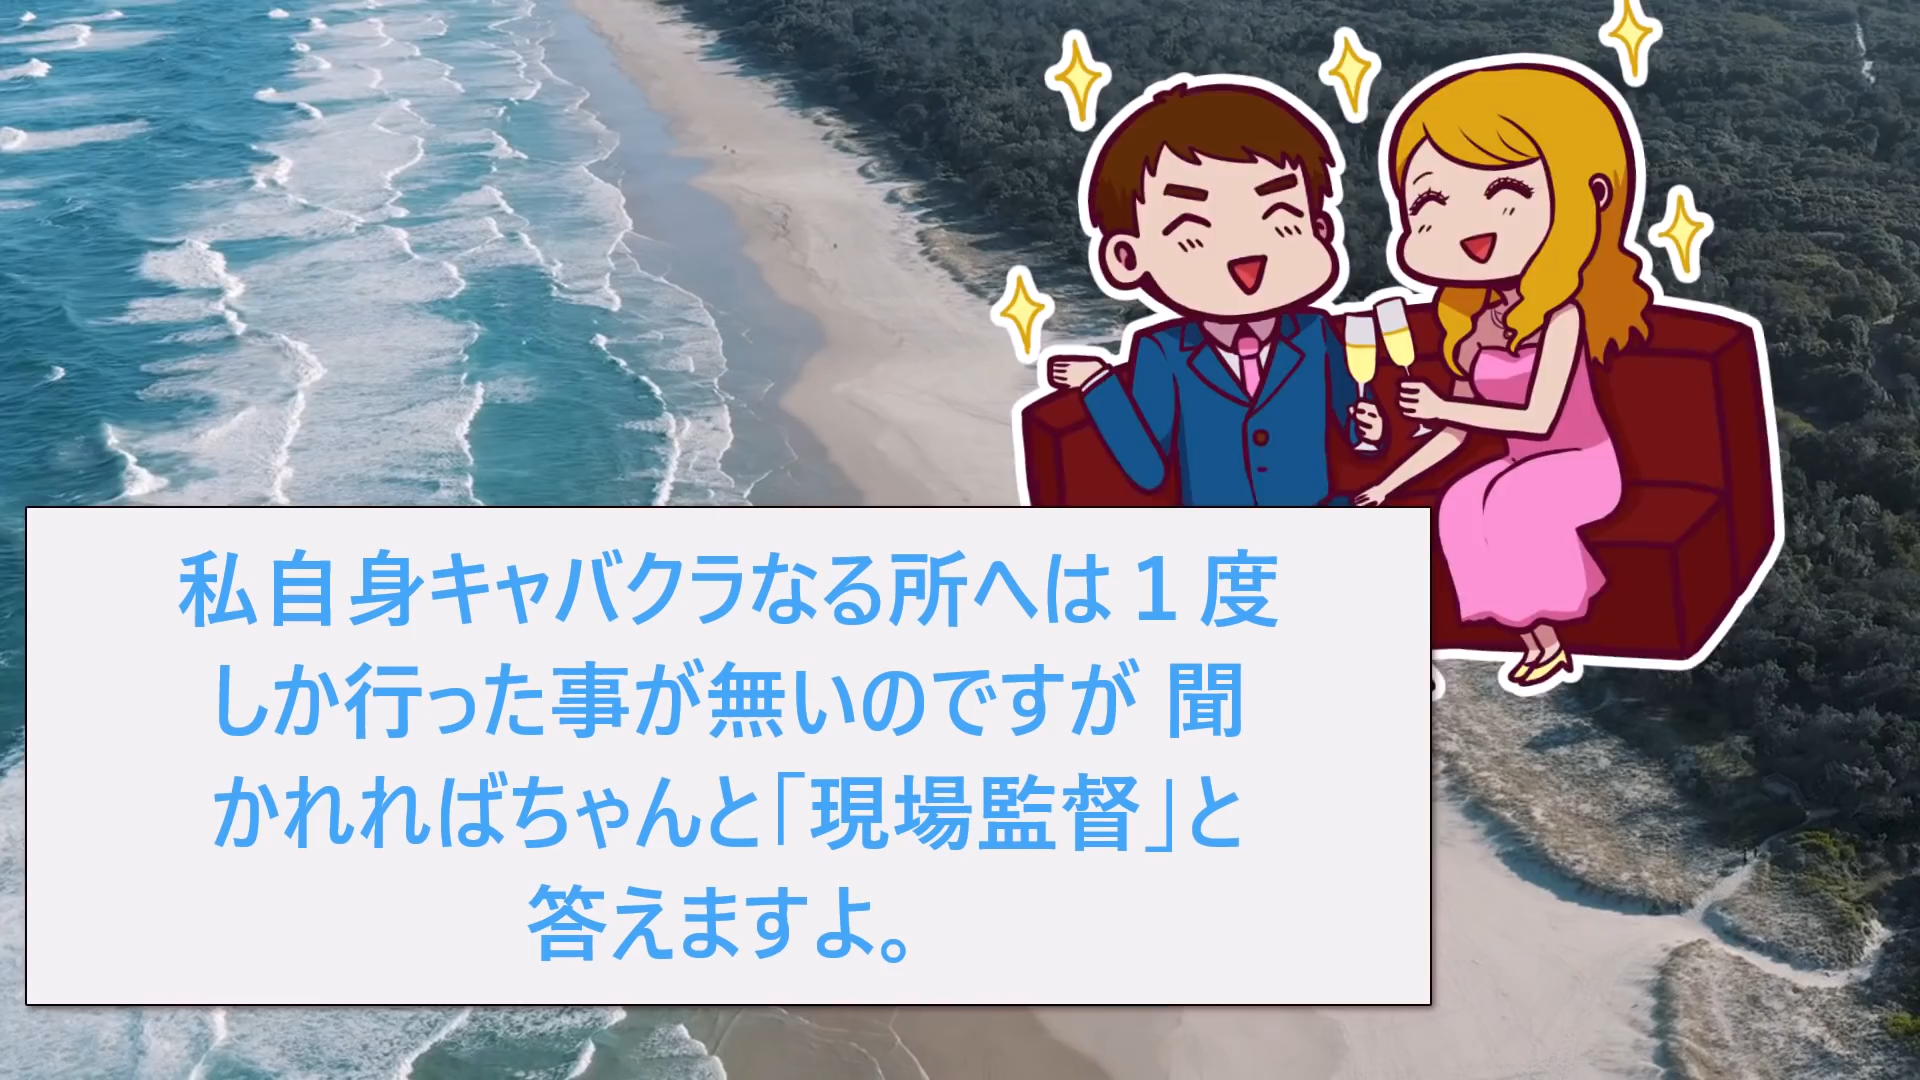 私自身キャバクラなる所へは１度
しか行った事が無いのですが 聞
かれればちゃんと「現場監督」と
答えますよ。